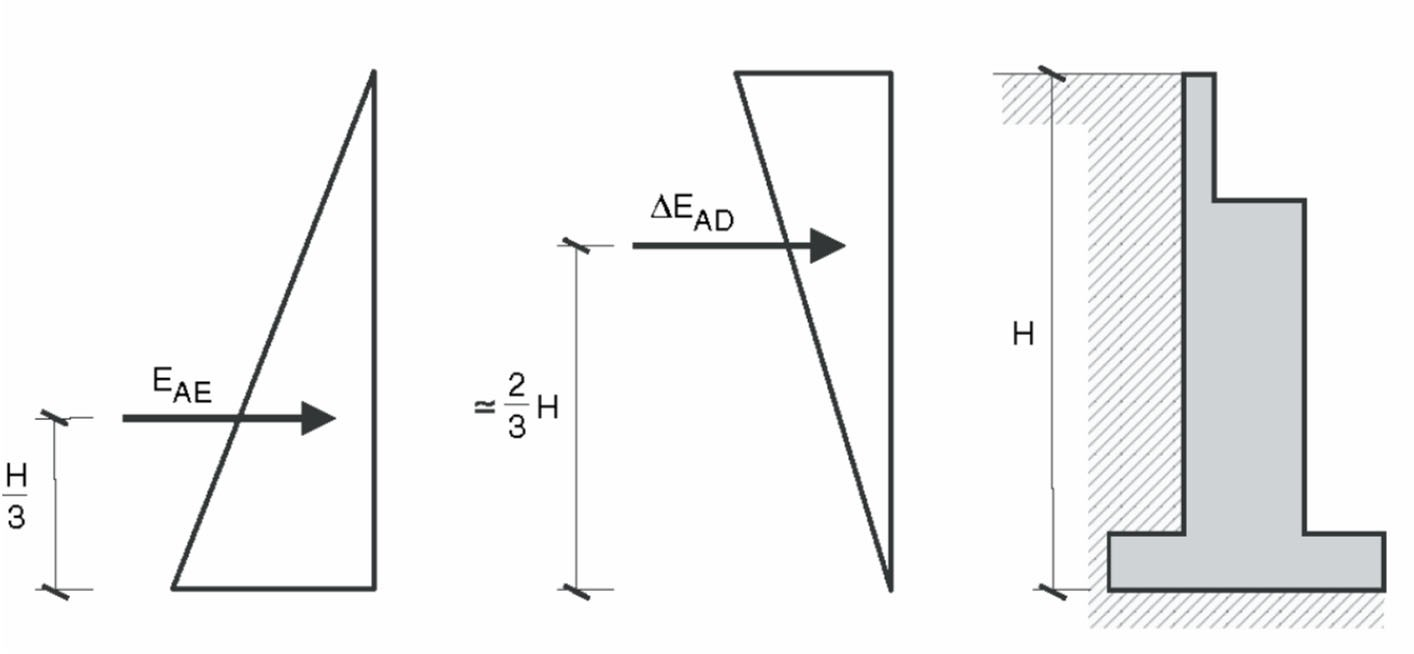 E_AE
H
3
ΔE_AD
≅ 2/3 H
H